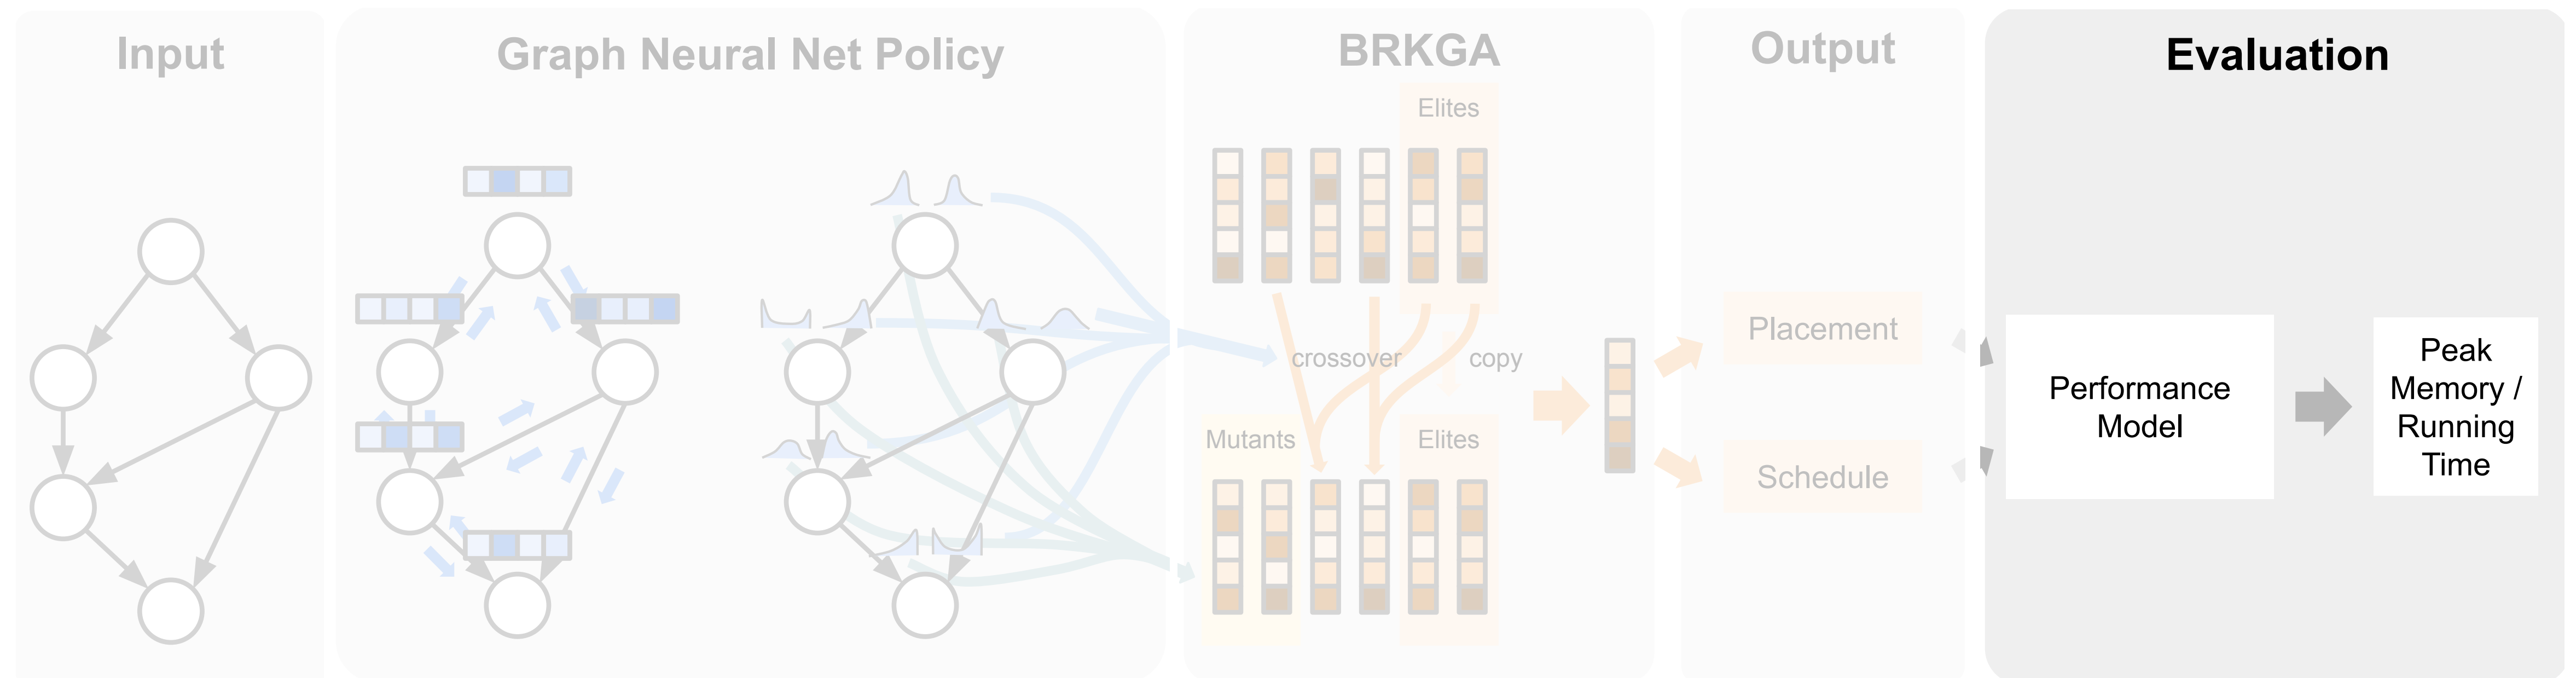 Input
Graph Neural Net Policy
BRKGA
Output
Evaluation
Elites
crossover
copy
Mutants
Elites
Placement
Schedule
Performance
Model
Peak
Memory /
Running
Time